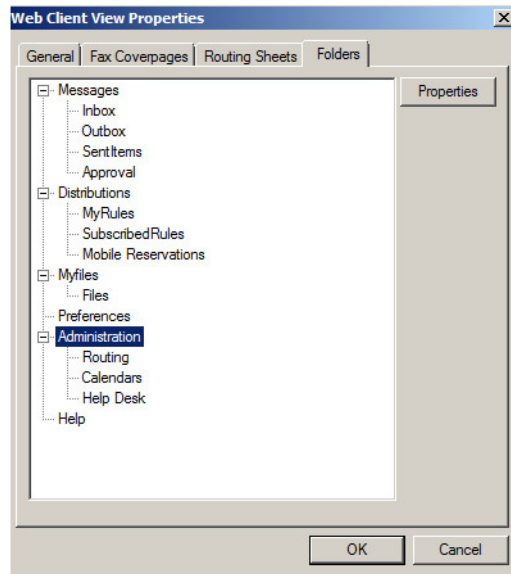 Web Client View Properties
General Fax Coverpages Routing Sheets Folders
Messages
Properties
Inbox
Outbox
SentItems
Approval
Distributions
MyRules
SubscribedRules
Mobile Reservations
Myfiles
Files
Preferences
Administration
Routing
Calendars
Help Desk
Help
OK Cancel